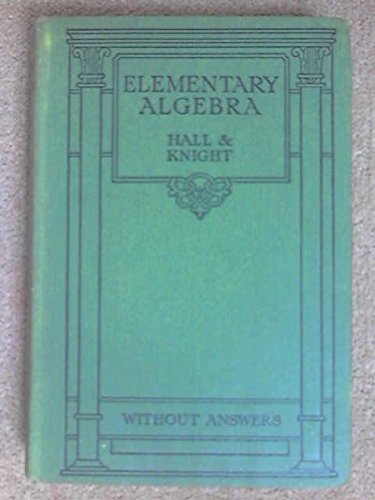 ELEMENTARY
ALGEBRA
HALL &
KNIGHT
WITHOUT ANSWERS